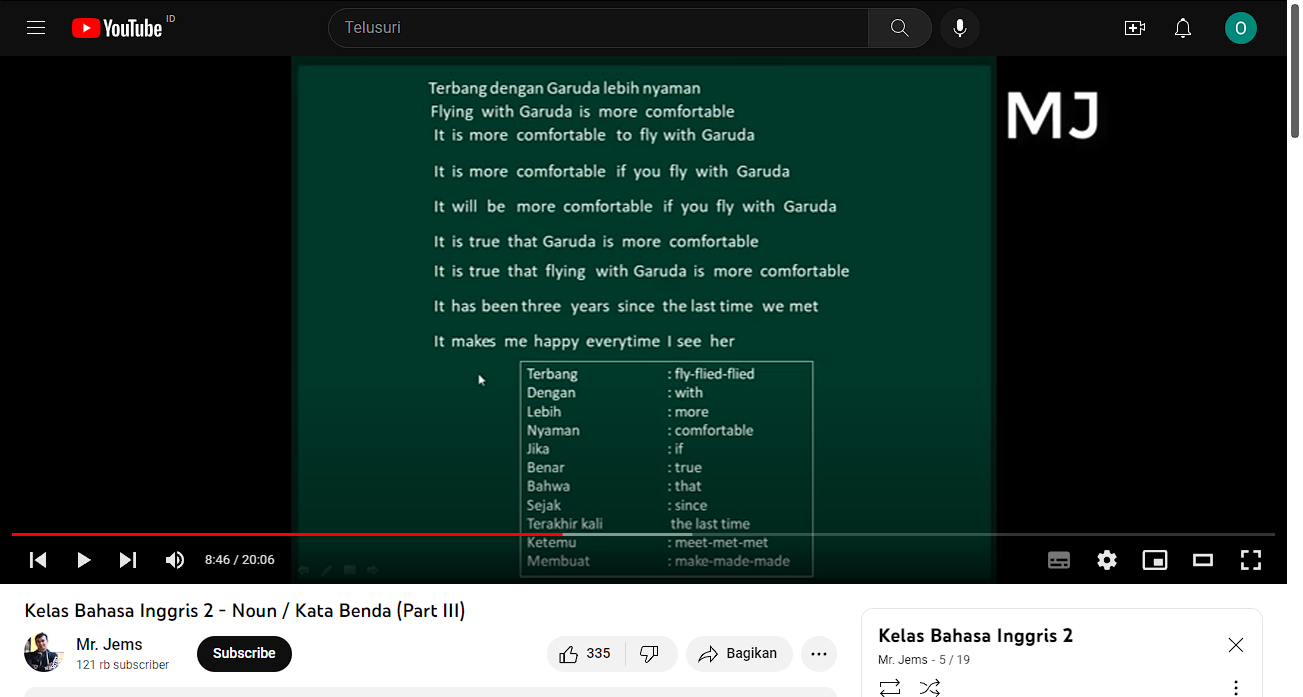 YouTube ID
Telusuri
O
MJ
Terbang dengan Garuda lebih nyaman
Flying with Garuda is more comfortable
It is more comfortable to fly with Garuda
It is more comfortable if you fly with Garuda
It will be more comfortable if you fly with Garuda
It is true that Garuda is more comfortable
It is true that flying with Garuda is more comfortable
It has been three years since the last time we met
It makes me happy everytime I see her
Terbang : fly-flied-flied
Dengan : with
Lebih : more
Nyaman : comfortable
Jika : if
Benar : true
Bahwa : that
Sejak : since
Terakhir kali the last time
Ketemu : meet-met-met
Membuat : make-made-made
8:46 / 20:06
Kelas Bahasa Inggris 2 - Noun / Kata Benda (Part III)
Mr. Jems
121 rb subscriber
Subscribe
335
Bagikan
Kelas Bahasa Inggris 2
Mr. Jems - 5 / 19